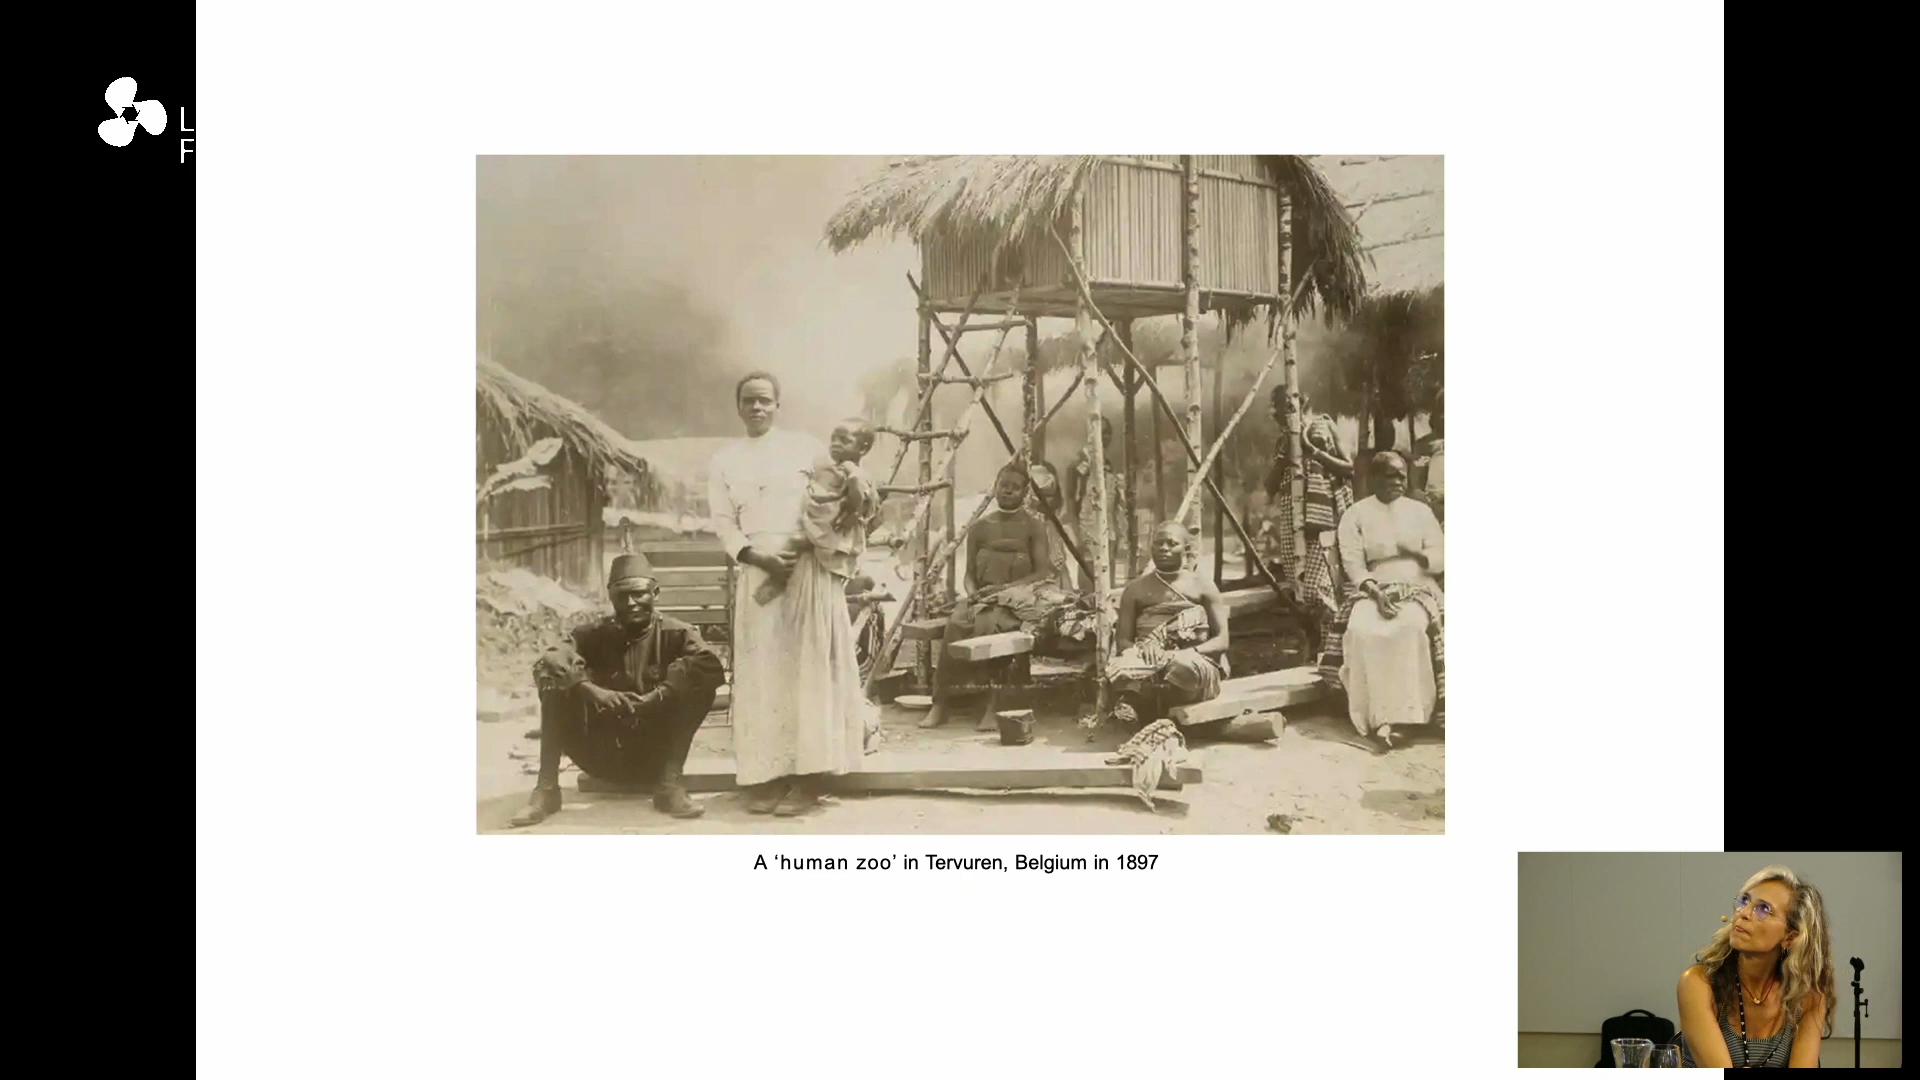 L
F
A ‘human zoo’ in Tervuren, Belgium in 1897